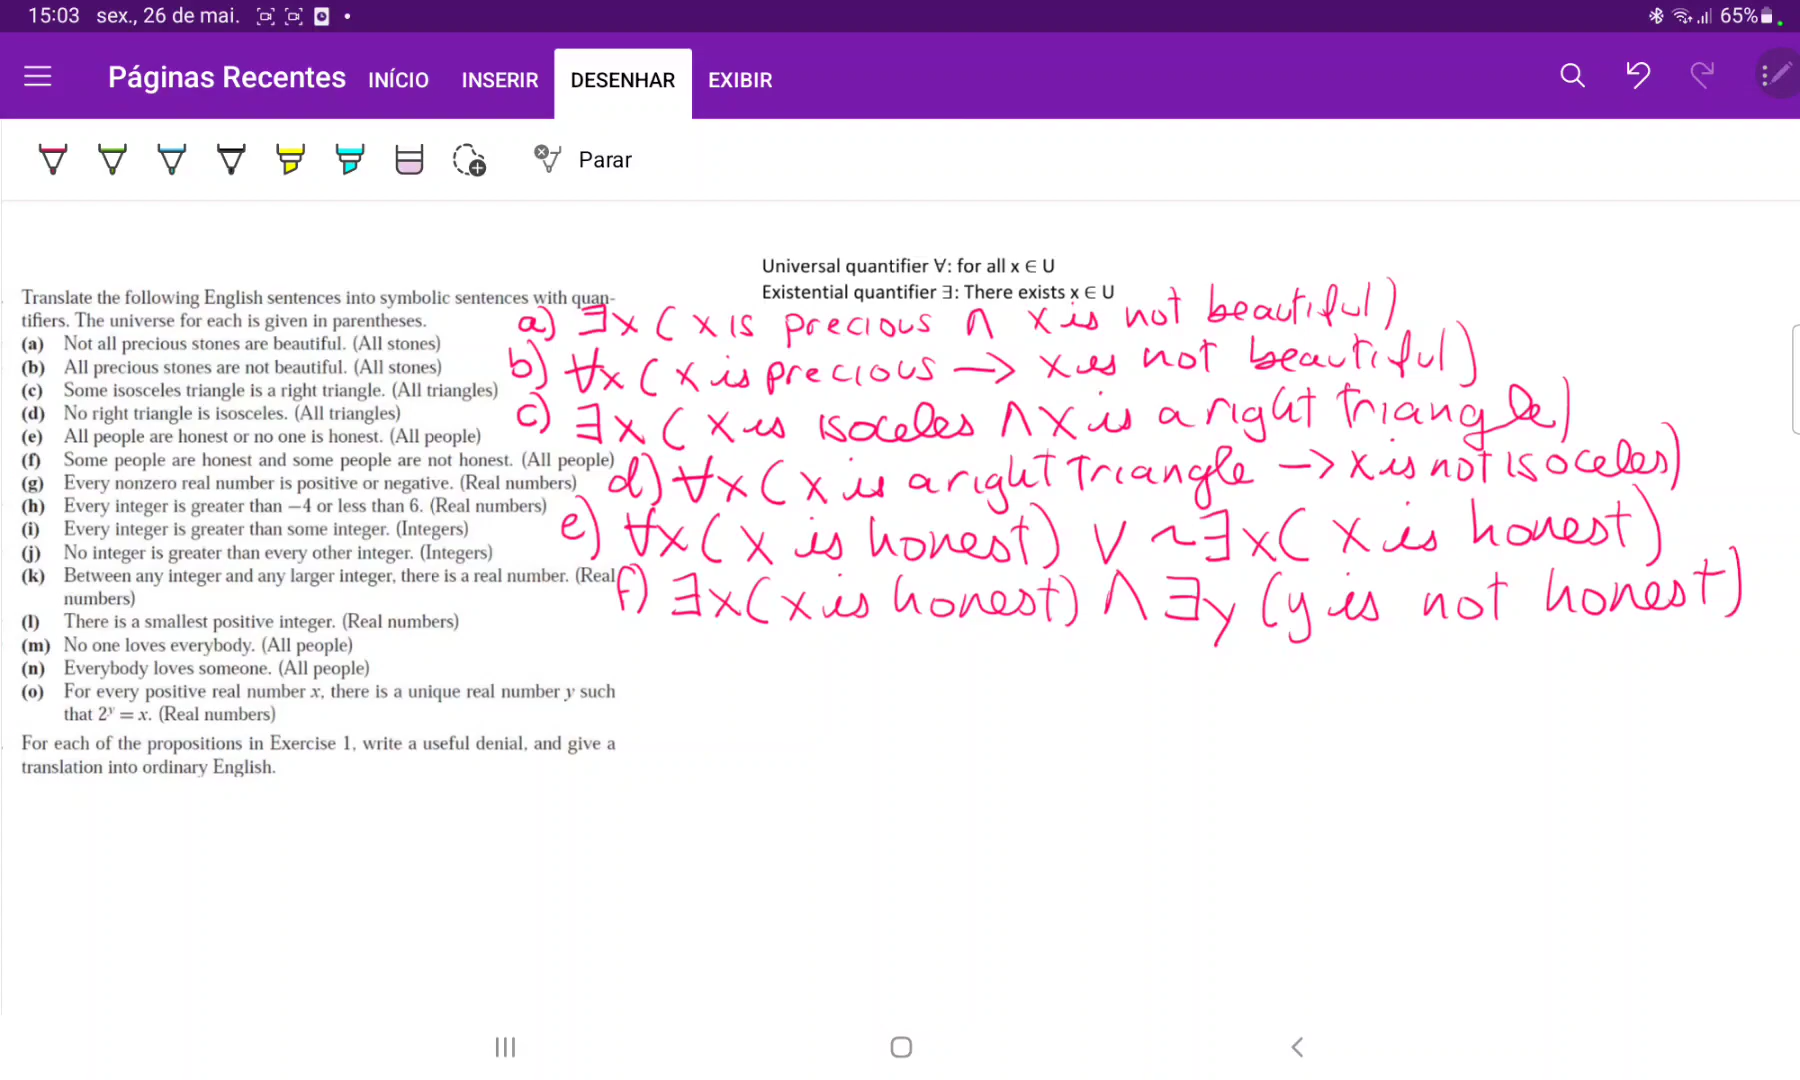 15:03 sex., 26 de mai. 65%
Páginas Recentes INÍCIO INSERIR DESENHAR EXIBIR
Parar
Universal quantifier ∀: for all x ∈ U
Existential quantifier ∃: There exists x ∈ U
Translate the following English sentences into symbolic sentences with quan-
tifiers. The universe for each is given in parentheses.
(a) Not all precious stones are beautiful. (All stones)
(b) All precious stones are not beautiful. (All stones)
(c) Some isosceles triangle is a right triangle. (All triangles)
(d) No right triangle is isosceles. (All triangles)
(e) All people are honest or no one is honest. (All people)
(f) Some people are honest and some people are not honest. (All people)
(g) Every nonzero real number is positive or negative. (Real numbers)
(h) Every integer is greater than −4 or less than 6. (Real numbers)
(i) Every integer is greater than some integer. (Integers)
(j) No integer is greater than every other integer. (Integers)
(k) Between any integer and any larger integer, there is a real number. (Real
numbers)
(l) There is a smallest positive integer. (Real numbers)
(m) No one loves everybody. (All people)
(n) Everybody loves someone. (All people)
(o) For every positive real number x, there is a unique real number y such
that 2ʸ = x. (Real numbers)
For each of the propositions in Exercise 1, write a useful denial, and give a
translation into ordinary English.
a) ∃x (x is precious ∧ x is not beautiful)
b) ∀x (x is precious → x is not beautiful)
c) ∃x (x is isoceles ∧ x is a right triangle)
d) ∀x (x is a right triangle → x is not isoceles)
e) ∀x (x is honest) ∨ ~∃x (x is honest)
f) ∃x (x is honest) ∧ ∃y (y is not honest)